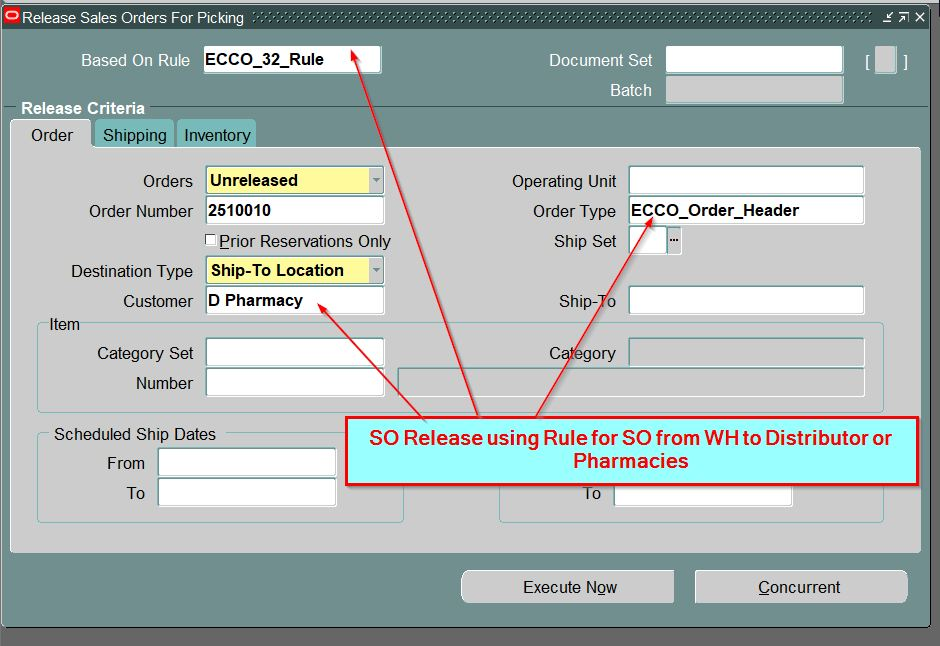 Release Sales Orders For Picking
Based On Rule ECCO_32_Rule Document Set [ ]
Batch
Release Criteria
Order Shipping Inventory
Orders Unreleased Operating Unit
Order Number 2510010 Order Type ECCO_Order_Header
Prior Reservations Only Ship Set ...
Destination Type Ship-To Location
Customer D Pharmacy Ship-To
Item
Category Set Category
Number
SO Release using Rule for SO from WH to Distributor or
Pharmacies
Scheduled Ship Dates
From
To To
Execute Now Concurrent